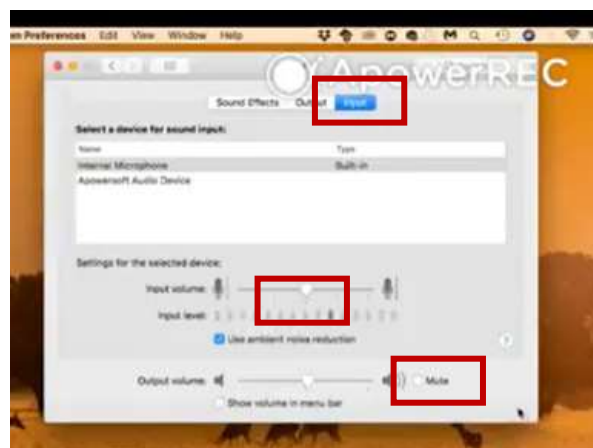 Preferences Edit View Window Help
ApowerREC
Sound Effects Output Input
Select a device for sound input:
Name Type
Internal Microphone Built-in
Apowersoft Audio Device
Settings for the selected device:
Input volume:
Input level:
Use ambient noise reduction
?
Output volume: Mute
Show volume in menu bar